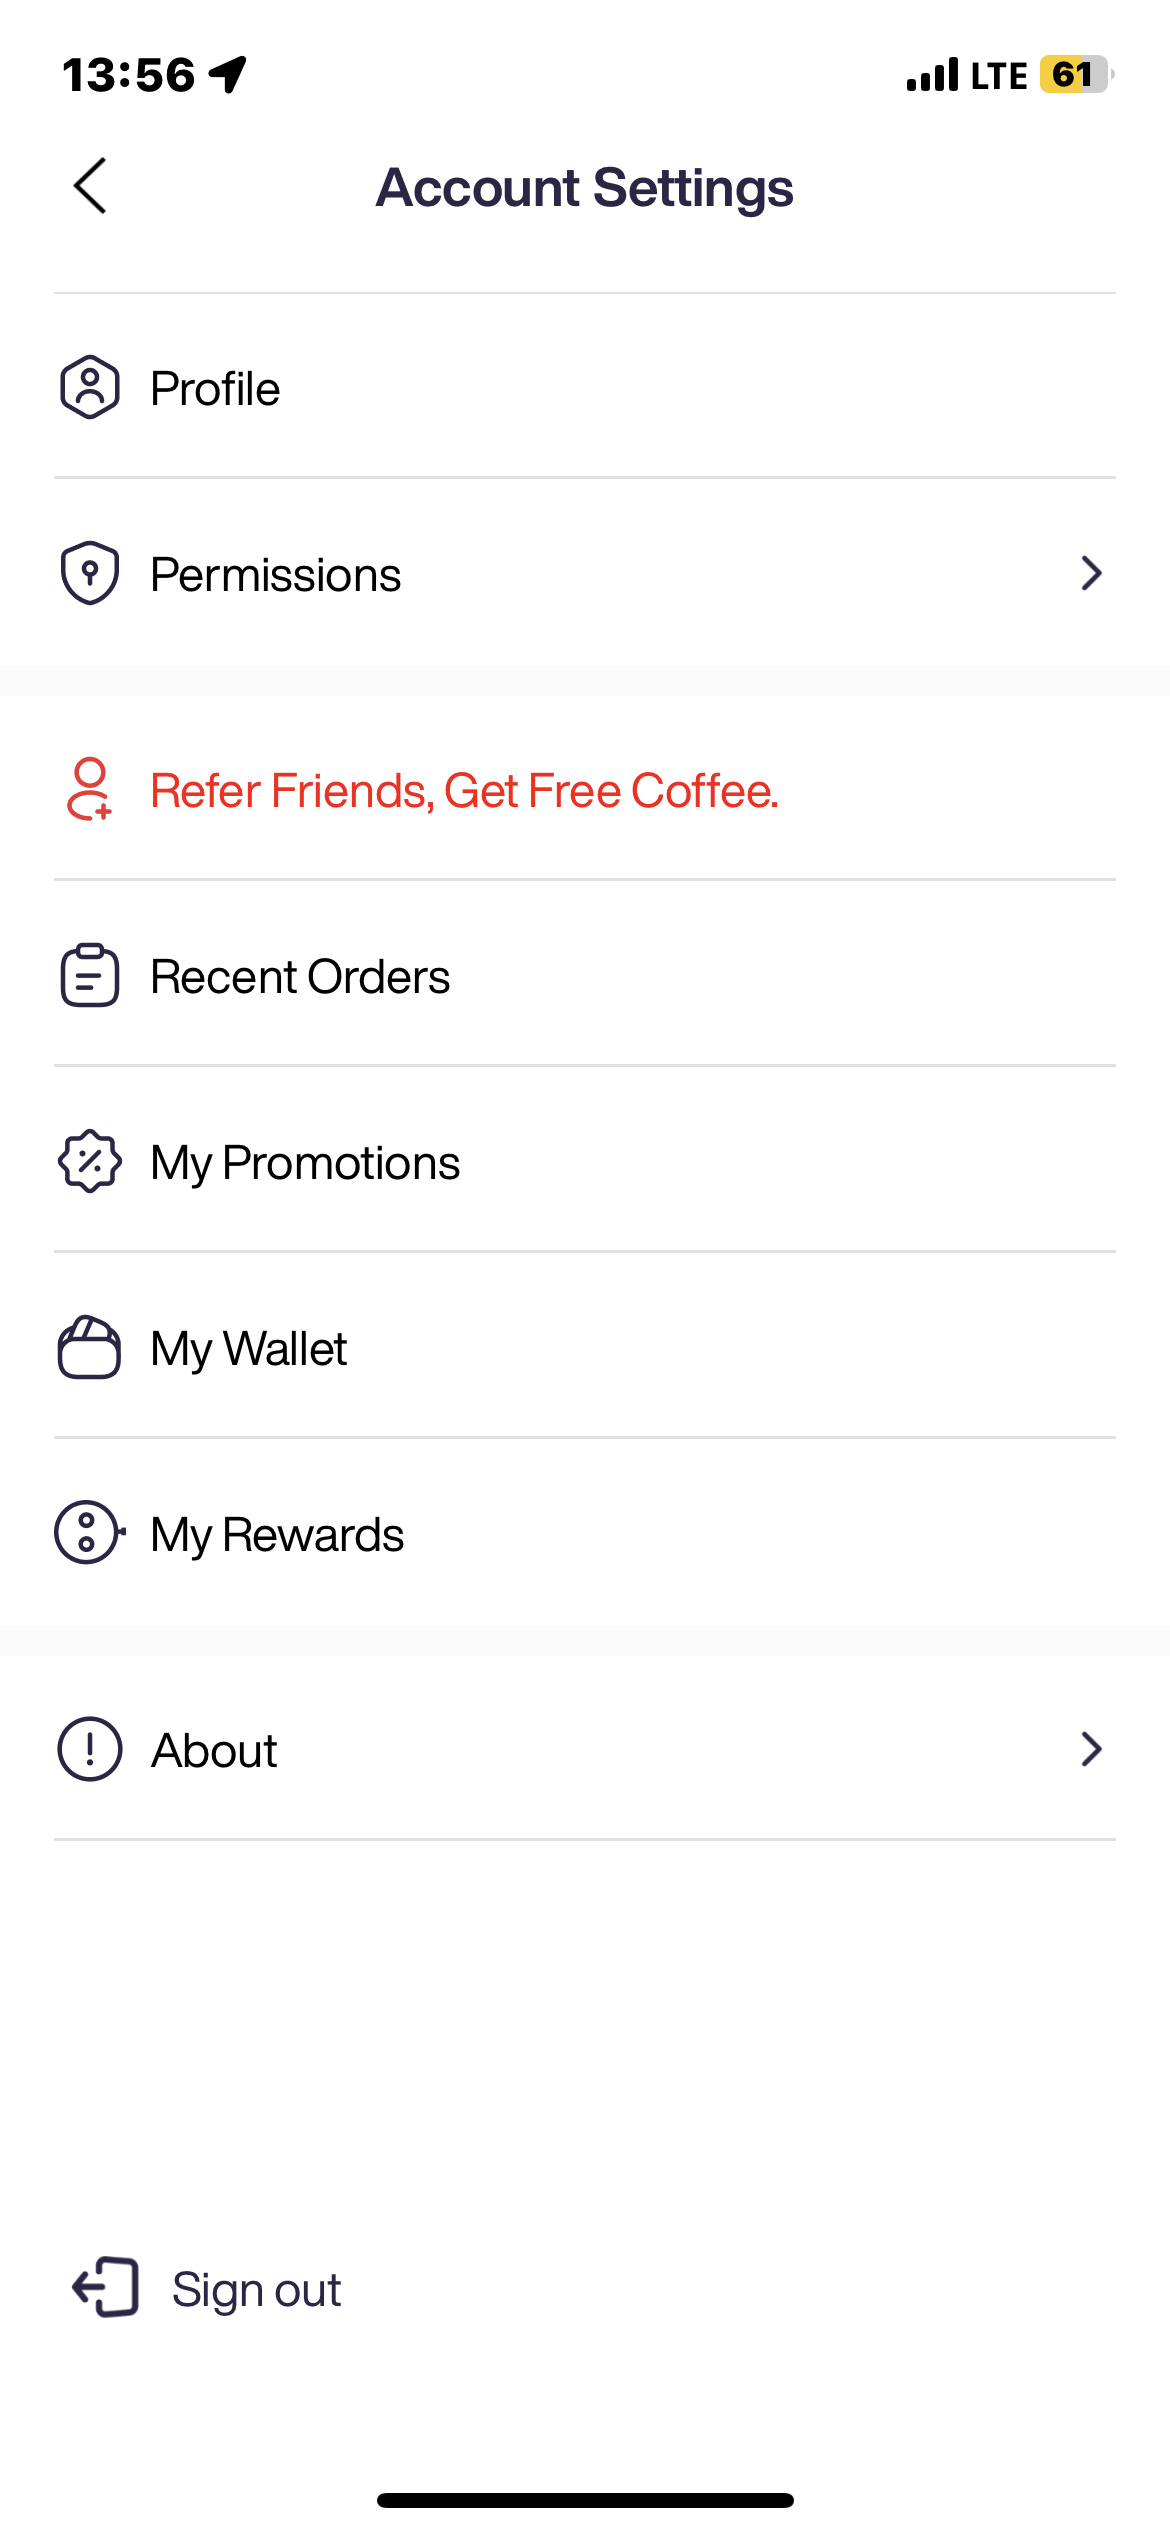 13:56
LTE 61
Account Settings
Profile
Permissions
Refer Friends, Get Free Coffee.
Recent Orders
My Promotions
My Wallet
My Rewards
About
Sign out